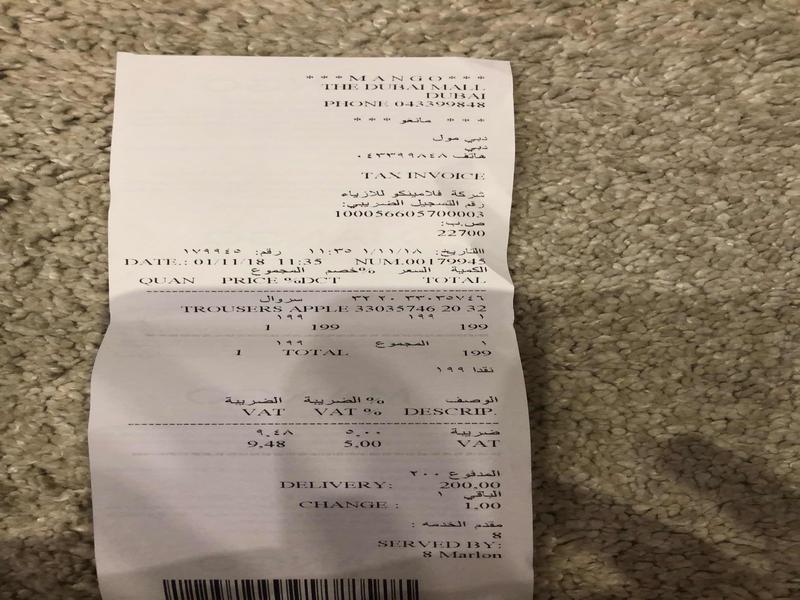 ***MANGO***
THE DUBAI MALL
DUBAI
PHONE 043399848
*** مانغو ***
دبي مول
دبي
هاتف ٠٤٣٣٩٩٨٤٨
TAX INVOICE
شركة فلامينكو للازياء
رقم التسجيل الضريبي:
100056605700003
ص.ب:
22700
التاريخ: ١/١١/١٨ ١١:٣٥ رقم: ١٧٩٩٤٥
DATE.: 01/11/18 11:35 NUM.00179945
الكمية السعر %خصم المجموع
QUAN PRICE %DCT TOTAL
٣٣٠٣٥٧٤٦ ٢٠ ٣٢ سروال
TROUSERS APPLE 33035746 20 32
١ ١٩٩ ١٩٩
1 199 199
١ المجموع ١٩٩
1 TOTAL 199
نقدا ١٩٩
الوصف % الضريبة الضريبة
VAT VAT % DESCRIP.
ضريبة ٥,٠٠ ٩,٤٨
9,48 5,00 VAT
المدفوع ٢٠٠
DELIVERY: 200,00
الباقي ١
CHANGE : 1,00
مقدم الخدمه :
8
SERVED BY:
8 Marlon